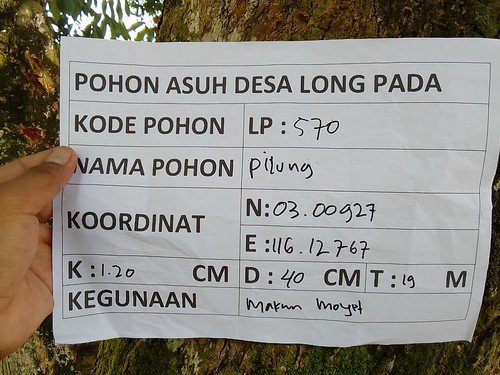 POHON ASUH DESA LONG PADA
KODE POHON LP : 570
NAMA POHON Pilung
KOORDINAT
N: 03.00927
E : 116.12767
K : 1.20 CM D : 40 CM T : 19 M
KEGUNAAN Makan Moyet